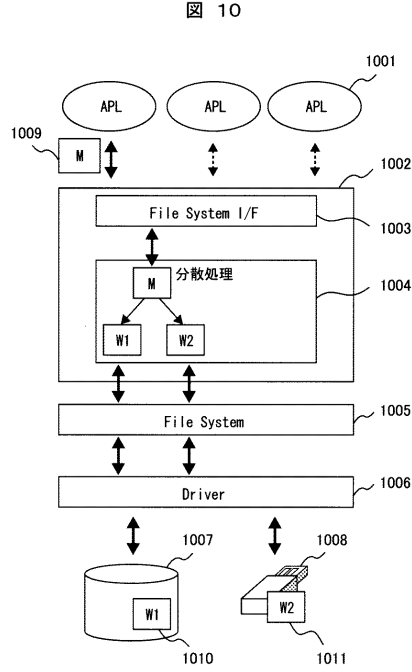 図 10
1001
APL
APL
APL
1009
M
1002
File System I/F
1003
分散処理
M
1004
W1
W2
File System
1005
Driver
1006
1007
1008
W1
W2
1010
1011